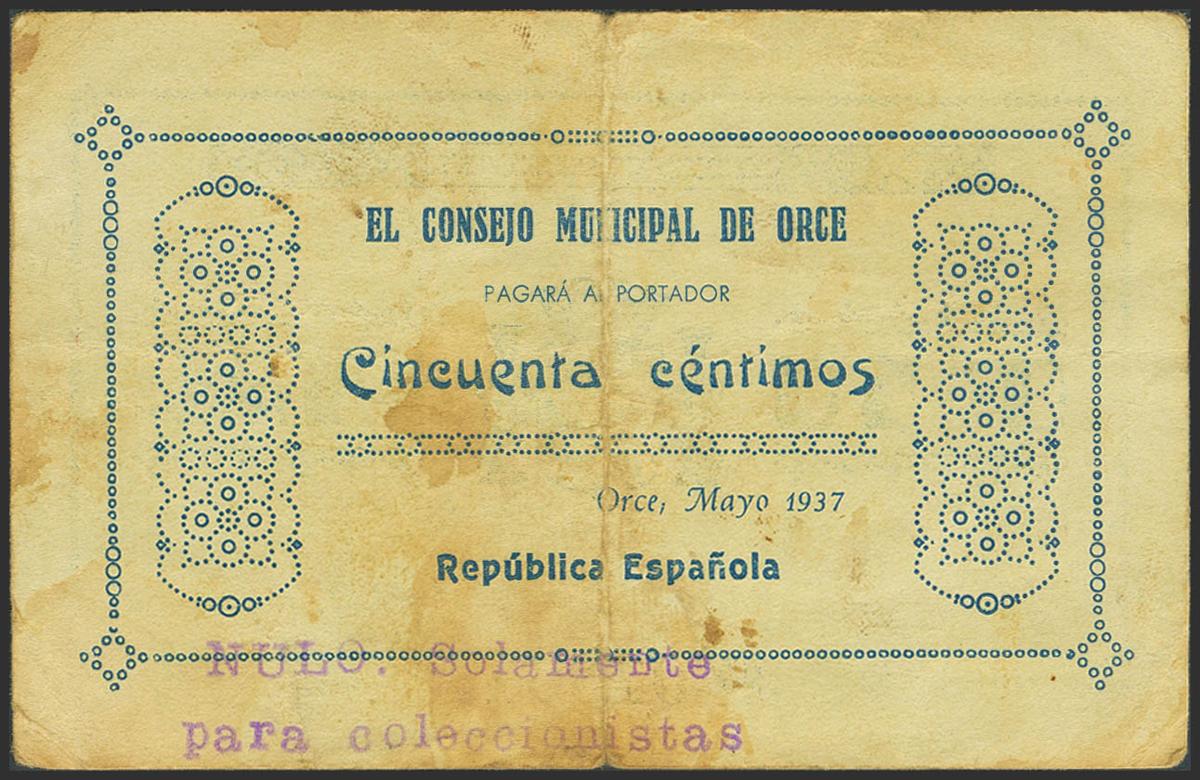 EL CONSEJO MUNICIPAL DE ORCE
PAGARÁ AL PORTADOR
Cincuenta céntimos
Orce, Mayo 1937
República Española
NULO. Solamente
para coleccionistas